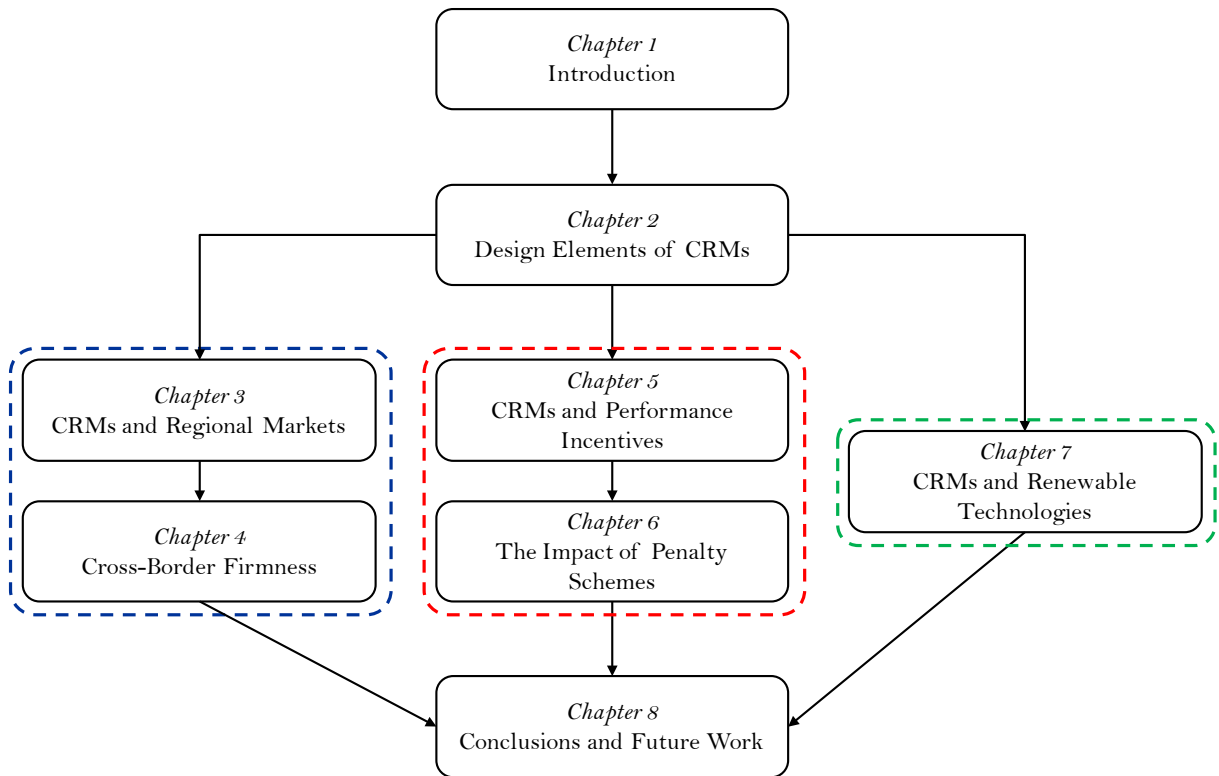 Chapter 1
Introduction
Chapter 2
Design Elements of CRMs
Chapter 3
CRMs and Regional Markets
Chapter 4
Cross-Border Firmness
Chapter 5
CRMs and Performance
Incentives
Chapter 6
The Impact of Penalty
Schemes
Chapter 7
CRMs and Renewable
Technologies
Chapter 8
Conclusions and Future Work